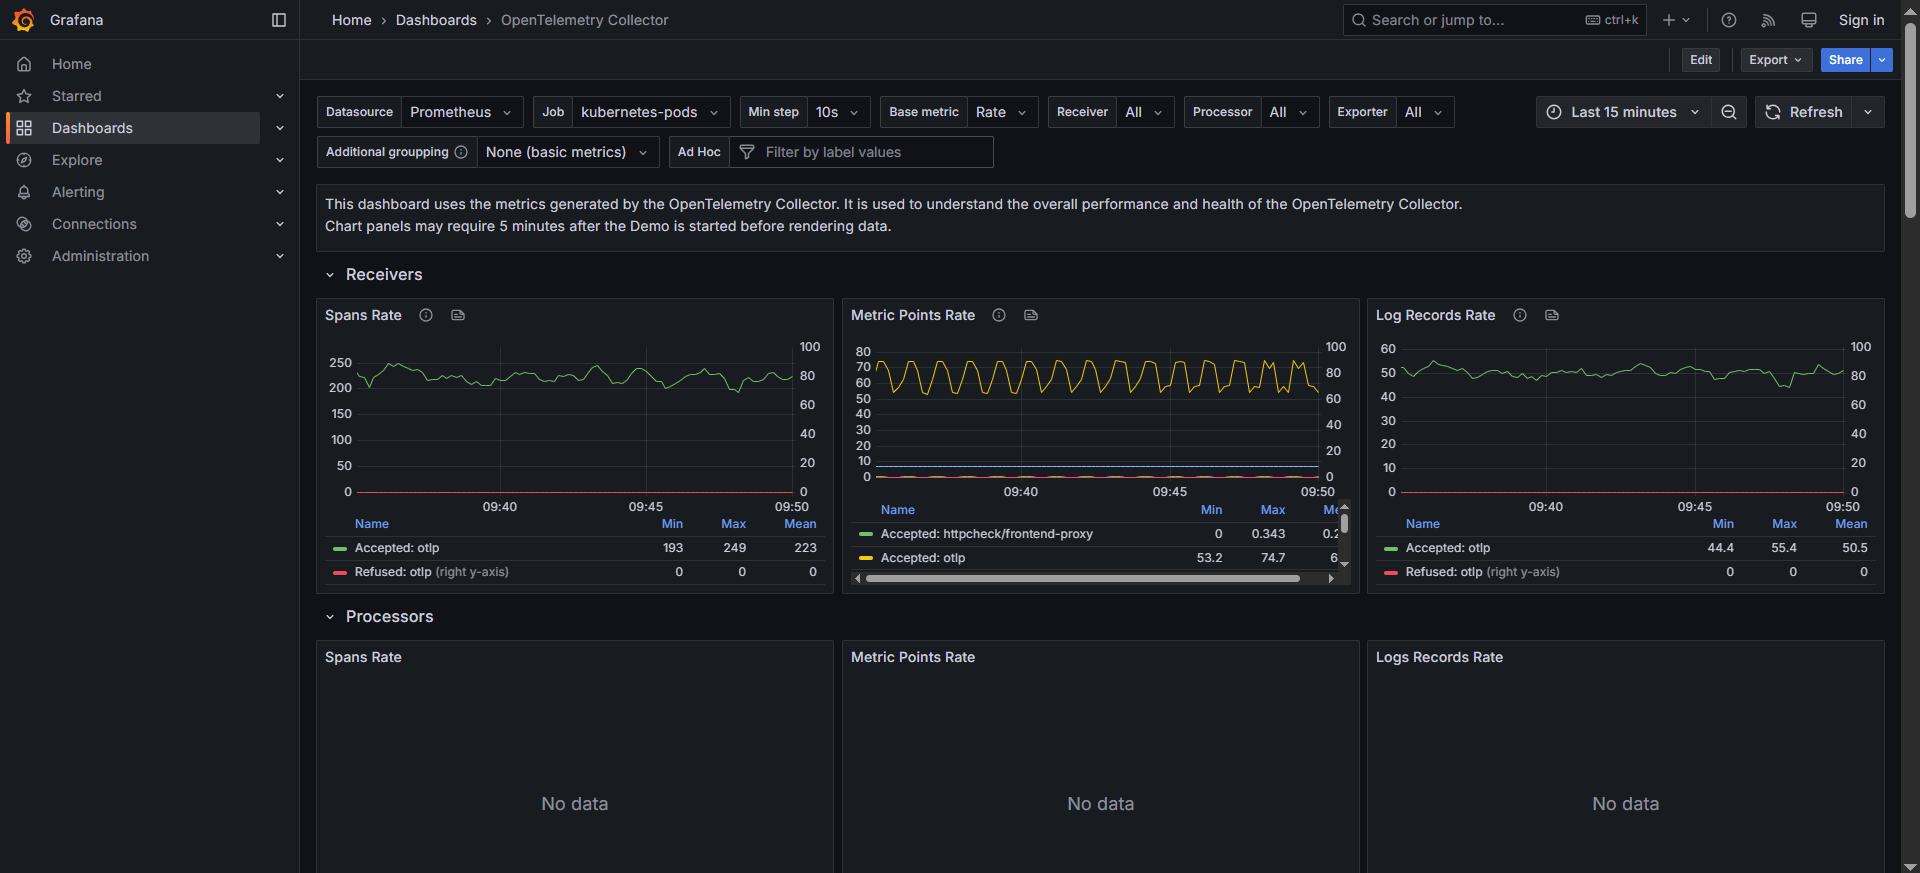 Grafana
Home › Dashboards › OpenTelemetry Collector
Search or jump to...
ctrl+k
Sign in
Home
Starred
Dashboards
Explore
Alerting
Connections
Administration
Edit
Export
Share
Datasource Prometheus
Job kubernetes-pods
Min step 10s
Base metric Rate
Receiver All
Processor All
Exporter All
Last 15 minutes
Refresh
Additional groupping None (basic metrics)
Ad Hoc Filter by label values
This dashboard uses the metrics generated by the OpenTelemetry Collector. It is used to understand the overall performance and health of the OpenTelemetry Collector.
Chart panels may require 5 minutes after the Demo is started before rendering data.
Receivers
Spans Rate
250
200
150
100
50
0
100
80
60
40
20
0
09:40 09:45 09:50
Name Min Max Mean
Accepted: otlp 193 249 223
Refused: otlp (right y-axis) 0 0 0
Metric Points Rate
80
70
60
50
40
30
20
10
0
100
80
60
40
20
0
09:40 09:45 09:50
Name Min Max
Accepted: httpcheck/frontend-proxy 0 0.343
Accepted: otlp 53.2 74.7
Log Records Rate
60
50
40
30
20
10
0
100
80
60
40
20
0
09:40 09:45 09:50
Name Min Max Mean
Accepted: otlp 44.4 55.4 50.5
Refused: otlp (right y-axis) 0 0 0
Processors
Spans Rate
No data
Metric Points Rate
No data
Logs Records Rate
No data